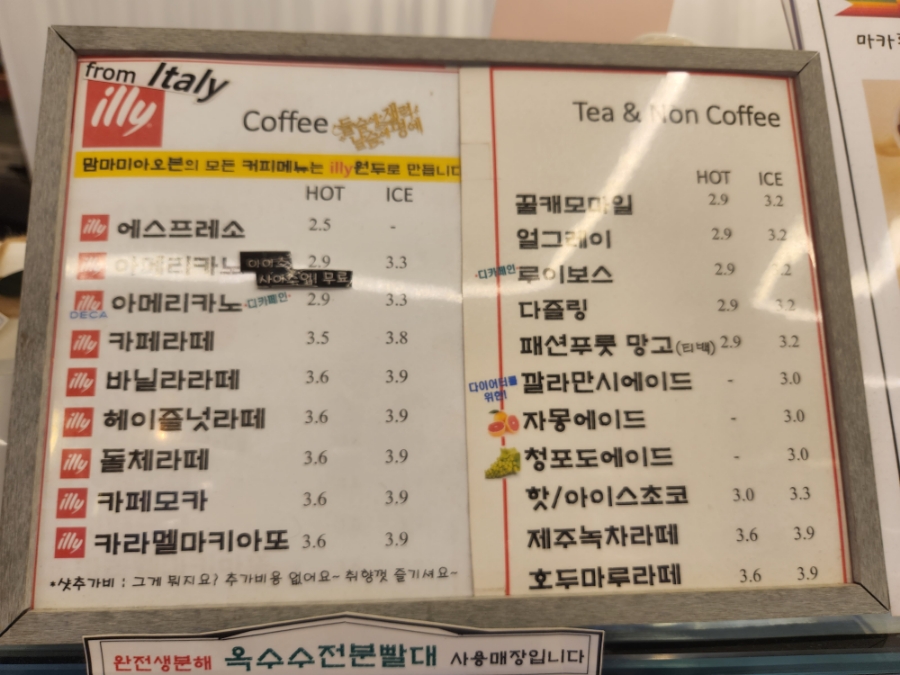 from Italy
illy
Coffee
맘마미아오븐의 모든 커피메뉴는 illy원두로 만듭니다
HOT ICE
illy 에스프레소 2.5 -
illy 아메리카노 2.9 3.3
사이즈업! 무료
illy DECA 아메리카노 -디카페인- 2.9 3.3
illy 카페라떼 3.5 3.8
illy 바닐라라떼 3.6 3.9
illy 헤이즐넛라떼 3.6 3.9
illy 돌체라떼 3.6 3.9
illy 카페모카 3.6 3.9
illy 카라멜마키아또 3.6 3.9
*샷추가비 : 그게 뭐지요? 추가비용 없어요~ 취향껏 즐기세요~
Tea & Non Coffee
HOT ICE
꿀캐모마일 2.9 3.2
얼그레이 2.9 3.2
-디카페인- 루이보스 2.9 3.2
다즐링 2.9 3.2
패션푸룻 망고(티백) 2.9 3.2
다이어터를 위한! 깔라만시에이드 - 3.0
자몽에이드 - 3.0
청포도에이드 - 3.0
핫/아이스초코 3.0 3.3
제주녹차라떼 3.6 3.9
호두마루라떼 3.6 3.9
완전생분해 옥수수전분빨대 사용매장입니다